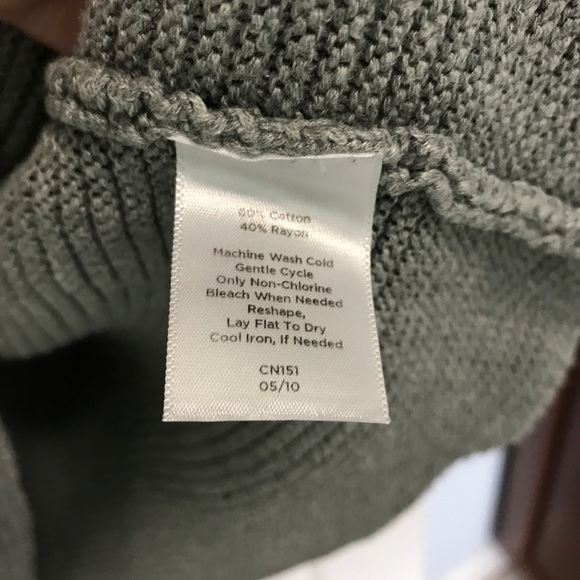 60% Cotton
40% Rayon
Machine Wash Cold
Gentle Cycle
Only Non-Chlorine
Bleach When Needed
Reshape,
Lay Flat To Dry
Cool Iron, If Needed
CN151
05/10